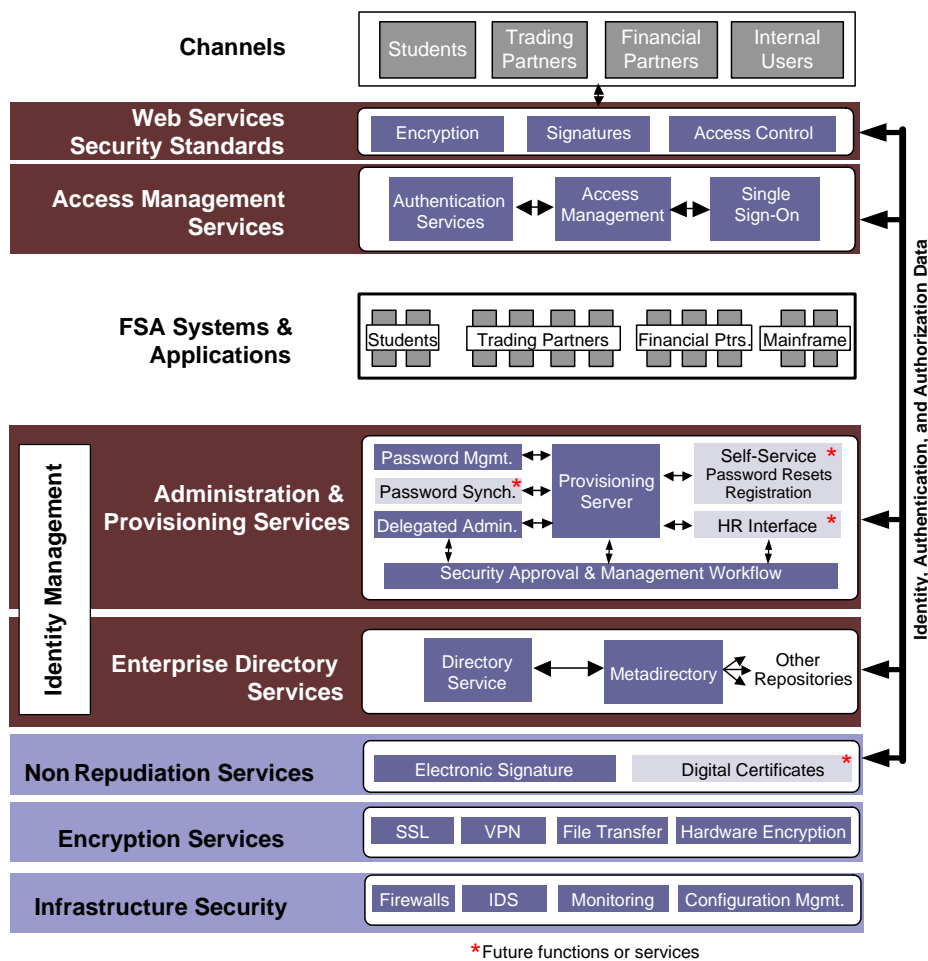 Channels
Students
Trading
Partners
Financial
Partners
Internal
Users
Web Services
Security Standards
Encryption
Signatures
Access Control
Access Management
Services
Authentication
Services
Access
Management
Single
Sign-On
FSA Systems &
Applications
Students
Trading Partners
Financial Ptrs.
Mainframe
Identity Management
Administration &
Provisioning Services
Password Mgmt.
Password Synch.*
Delegated Admin.
Provisioning
Server
Self-Service *
Password Resets
Registration
HR Interface *
Security Approval & Management Workflow
Enterprise Directory
Services
Directory
Service
Metadirectory
Other
Repositories
Non Repudiation Services
Electronic Signature
Digital Certificates *
Encryption Services
SSL
VPN
File Transfer
Hardware Encryption
Infrastructure Security
Firewalls
IDS
Monitoring
Configuration Mgmt.
Identity, Authentication, and Authorization Data
*Future functions or services